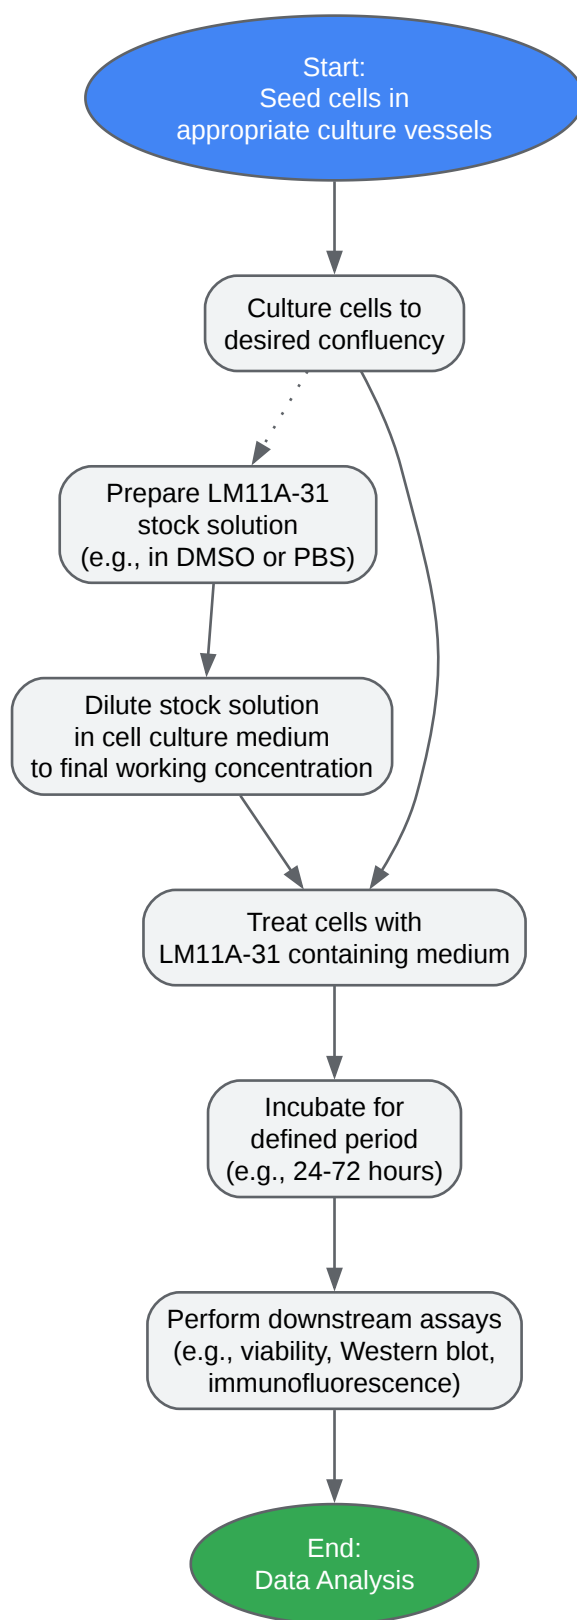 Start:
Seed cells in
appropriate culture vessels
Culture cells to
desired confluency
Prepare LM11A-31
stock solution
(e.g., in DMSO or PBS)
Dilute stock solution
in cell culture medium
to final working concentration
Treat cells with
LM11A-31 containing medium
Incubate for
defined period
(e.g., 24-72 hours)
Perform downstream assays
(e.g., viability, Western blot,
immunofluorescence)
End:
Data Analysis